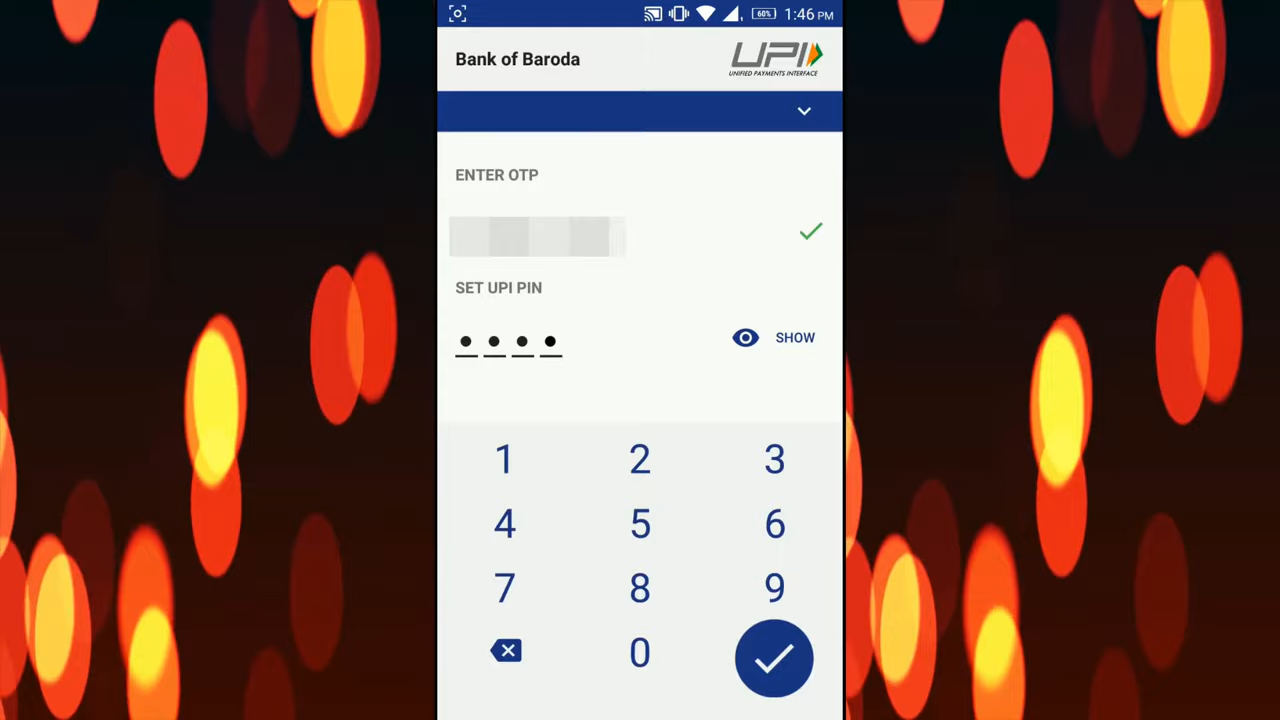 60% 1:46 PM
Bank of Baroda
UPI
UNIFIED PAYMENTS INTERFACE
ENTER OTP
SET UPI PIN
SHOW
1 2 3
4 5 6
7 8 9
0